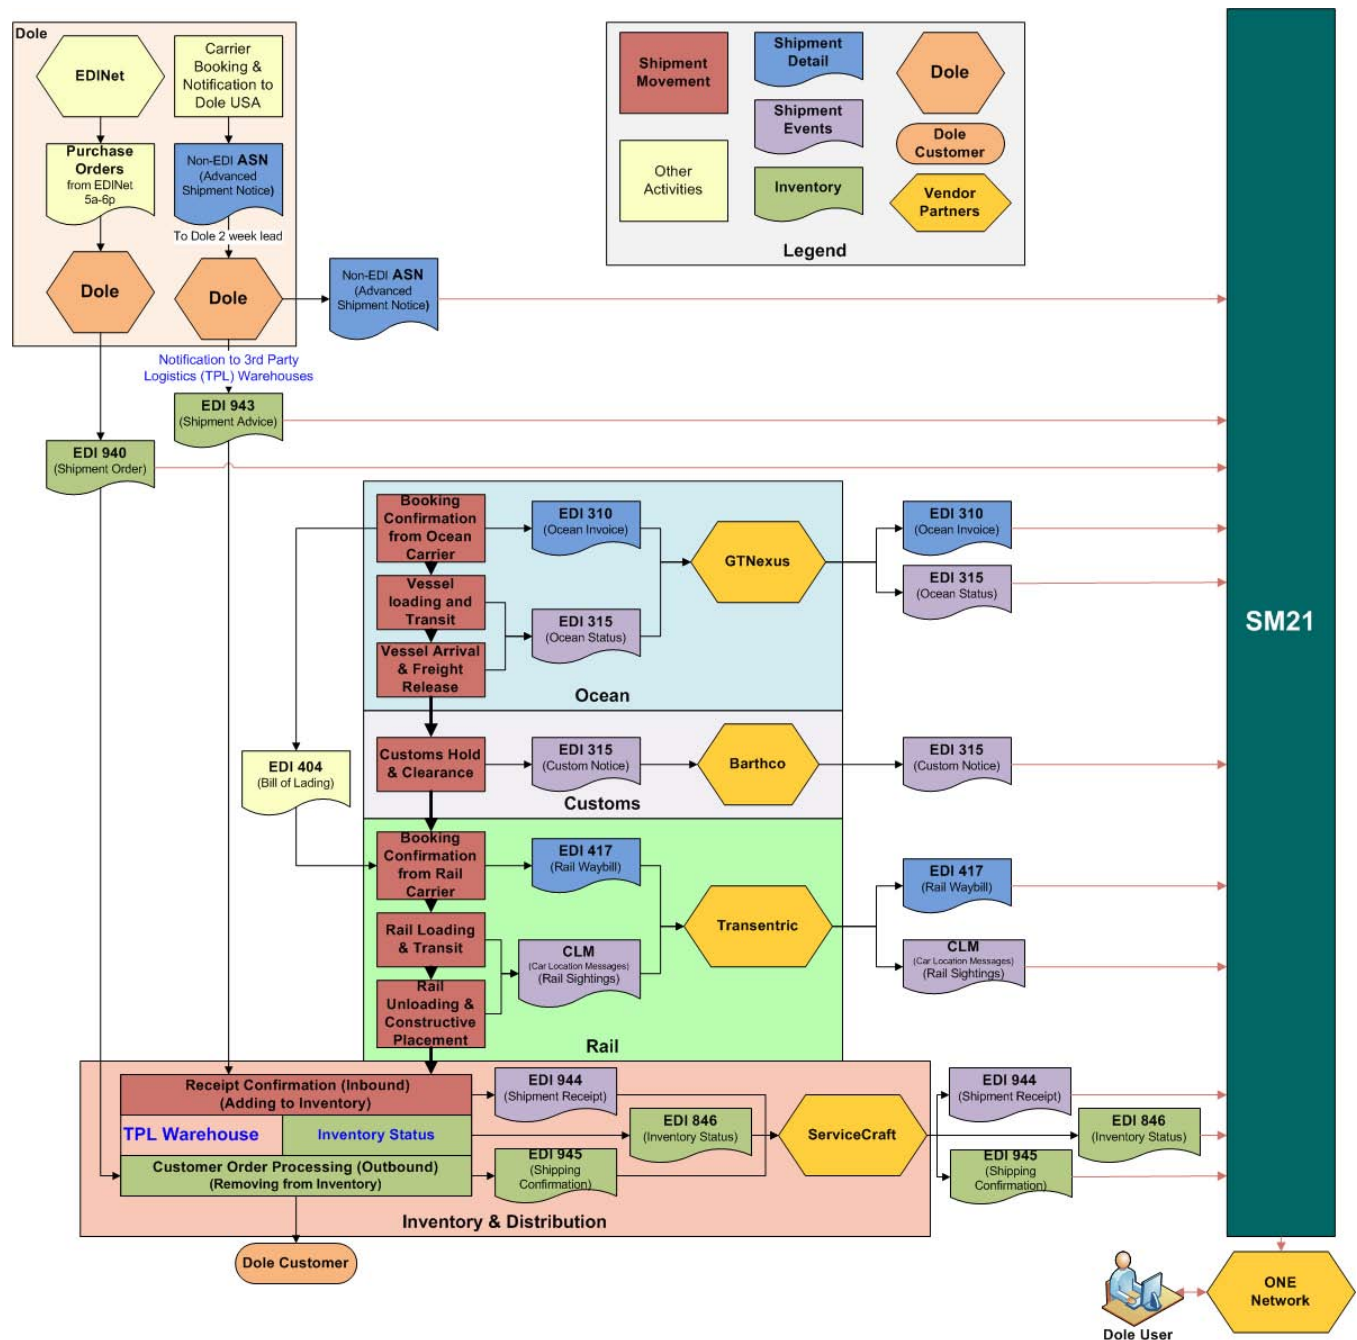 Dole
EDINet
Carrier
Booking &
Notification to
Dole USA
Purchase
Orders
from EDINet
5a-6p
Non-EDI ASN
(Advanced
Shipment Notice)
To Dole 2 week lead
Dole
Dole
Non-EDI ASN
(Advanced
Shipment Notice)
Shipment
Movement
Shipment
Detail
Dole
Shipment
Events
Dole
Customer
Other
Activities
Inventory
Vendor
Partners
Legend
Notification to 3rd Party
Logistics (TPL) Warehouses
EDI 943
(Shipment Advice)
EDI 940
(Shipment Order)
Booking
Confirmation
from Ocean
Carrier
EDI 310
(Ocean Invoice)
GTNexus
EDI 310
(Ocean Invoice)
Vessel
loading and
Transit
EDI 315
(Ocean Status)
EDI 315
(Ocean Status)
Vessel Arrival
& Freight
Release
Ocean
SM21
EDI 404
(Bill of Lading)
Customs Hold
& Clearance
EDI 315
(Custom Notice)
Barthco
EDI 315
(Custom Notice)
Customs
Booking
Confirmation
from Rail
Carrier
EDI 417
(Rail Waybill)
Transentric
EDI 417
(Rail Waybill)
Rail Loading
& Transit
CLM
(Car Location Messages)
(Rail Sightings)
CLM
(Car Location Messages)
(Rail Sightings)
Rail
Unloading &
Constructive
Placement
Rail
Receipt Confirmation (Inbound)
(Adding to Inventory)
EDI 944
(Shipment Receipt)
EDI 944
(Shipment Receipt)
TPL Warehouse
Inventory Status
EDI 846
(Inventory Status)
ServiceCraft
EDI 846
(Inventory Status)
Customer Order Processing (Outbound)
(Removing from Inventory)
EDI 945
(Shipping
Confirmation)
EDI 945
(Shipping
Confirmation)
Inventory & Distribution
Dole Customer
ONE
Network
Dole User